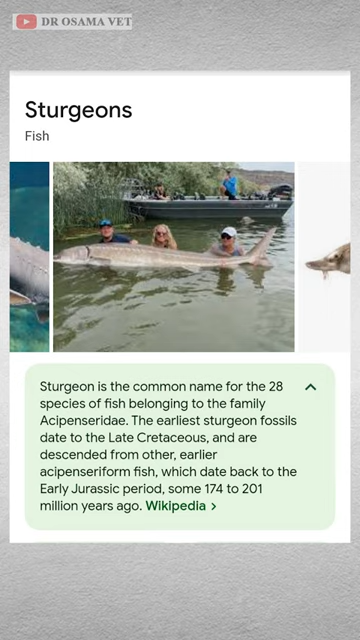 DR OSAMA VET
Sturgeons
Fish
Sturgeon is the common name for the 28
species of fish belonging to the family
Acipenseridae. The earliest sturgeon fossils
date to the Late Cretaceous, and are
descended from other, earlier
acipenseriform fish, which date back to the
Early Jurassic period, some 174 to 201
million years ago. Wikipedia >